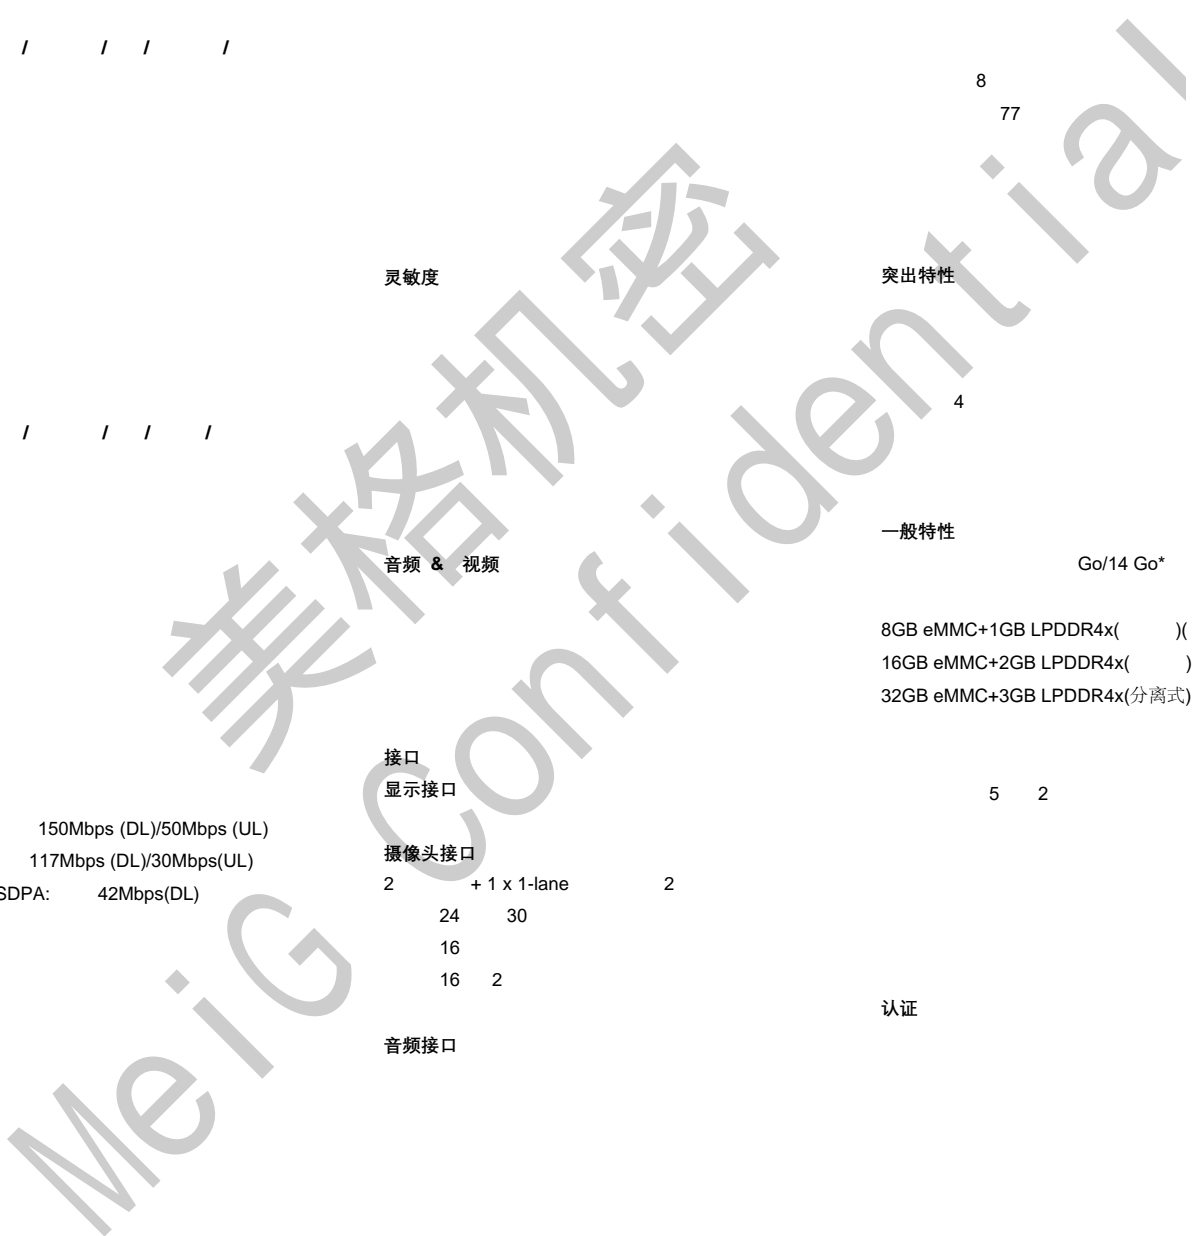 / / / /
/ / / /
150Mbps (DL)/50Mbps (UL)
117Mbps (DL)/30Mbps(UL)
SDPA: 42Mbps(DL)
灵敏度
音频 & 视频
接口
显示接口
摄像头接口
2 + 1 x 1-lane 2
24 30
16
16 2
音频接口
8
77
突出特性
4
一般特性
Go/14 Go*
8GB eMMC+1GB LPDDR4x( )(
16GB eMMC+2GB LPDDR4x( )
32GB eMMC+3GB LPDDR4x(分离式)
5 2
认证
美格机密
MeiG Confidential